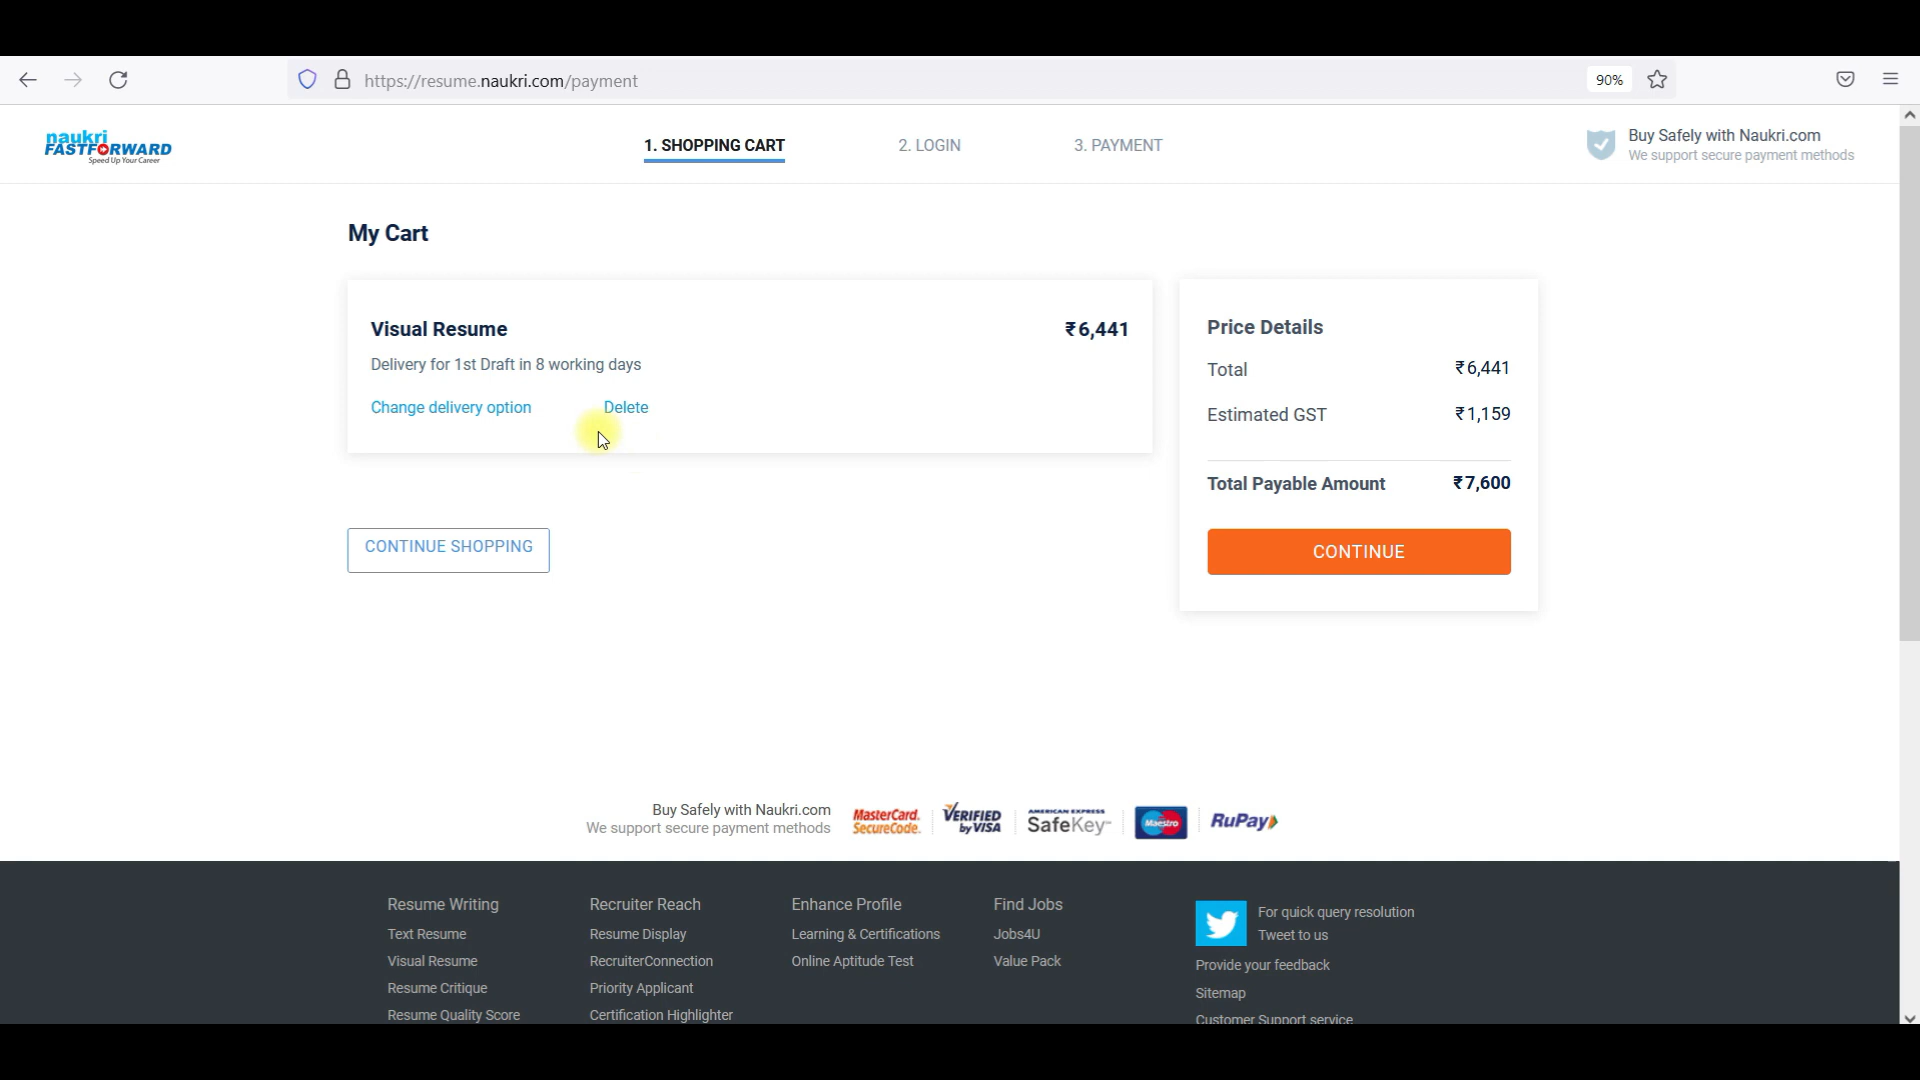 https://resume.naukri.com/payment
90%
naukri
FASTFORWARD
Speed Up Your Career
1. SHOPPING CART
2. LOGIN
3. PAYMENT
Buy Safely with Naukri.com
We support secure payment methods
My Cart
Visual Resume
₹6,441
Delivery for 1st Draft in 8 working days
Change delivery option
Delete
CONTINUE SHOPPING
Price Details
Total
₹6,441
Estimated GST
₹1,159
Total Payable Amount
₹7,600
CONTINUE
Buy Safely with Naukri.com
We support secure payment methods
MasterCard.
SecureCode.
VERIFIED
by VISA
AMERICAN EXPRESS
SafeKey
Maestro
RuPay
Resume Writing
Text Resume
Visual Resume
Resume Critique
Resume Quality Score
Recruiter Reach
Resume Display
RecruiterConnection
Priority Applicant
Certification Highlighter
Enhance Profile
Learning & Certifications
Online Aptitude Test
Find Jobs
Jobs4U
Value Pack
For quick query resolution
Tweet to us
Provide your feedback
Sitemap
Customer Support service